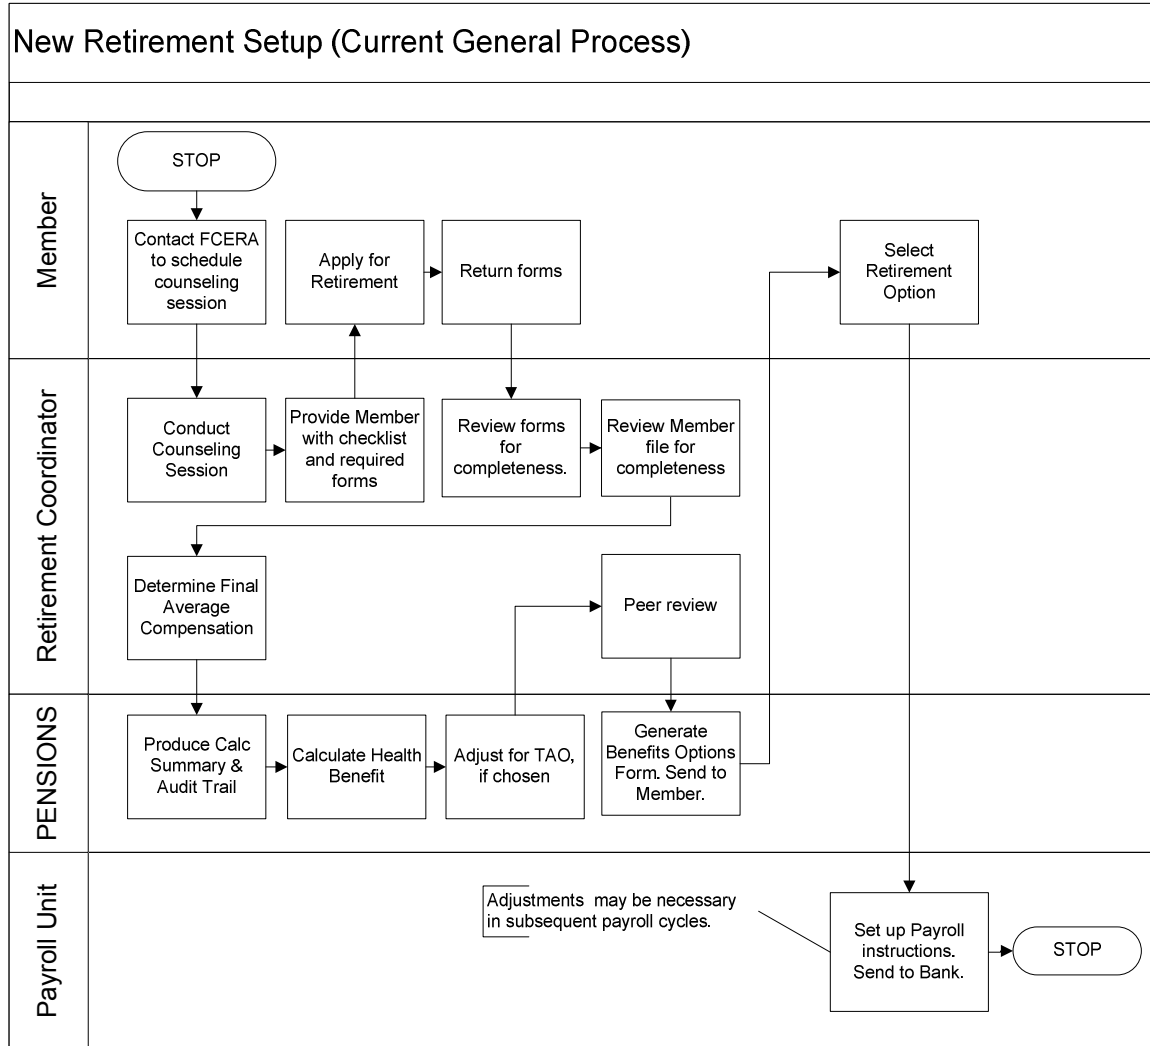 New Retirement Setup (Current General Process)
Member
STOP
Contact FCERA
to schedule
counseling
session
Apply for
Retirement
Return forms
Select
Retirement
Option
Retirement Coordinator
Conduct
Counseling
Session
Provide Member
with checklist
and required
forms
Review forms
for
completeness.
Review Member
file for
completeness
Determine Final
Average
Compensation
Peer review
PENSIONS
Produce Calc
Summary &
Audit Trail
Calculate Health
Benefit
Adjust for TAO,
if chosen
Generate
Benefits Options
Form. Send to
Member.
Payroll Unit
Adjustments may be necessary
in subsequent payroll cycles.
Set up Payroll
instructions.
Send to Bank.
STOP